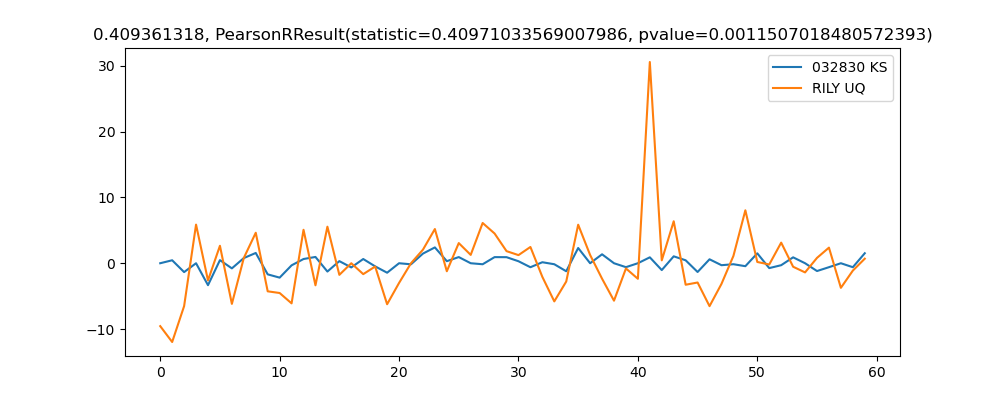 0.409361318, PearsonRResult(statistic=0.40971033569007986, pvalue=0.0011507018480572393)
032830 KS
RILY UQ
30
20
10
0
−10
0 10 20 30 40 50 60